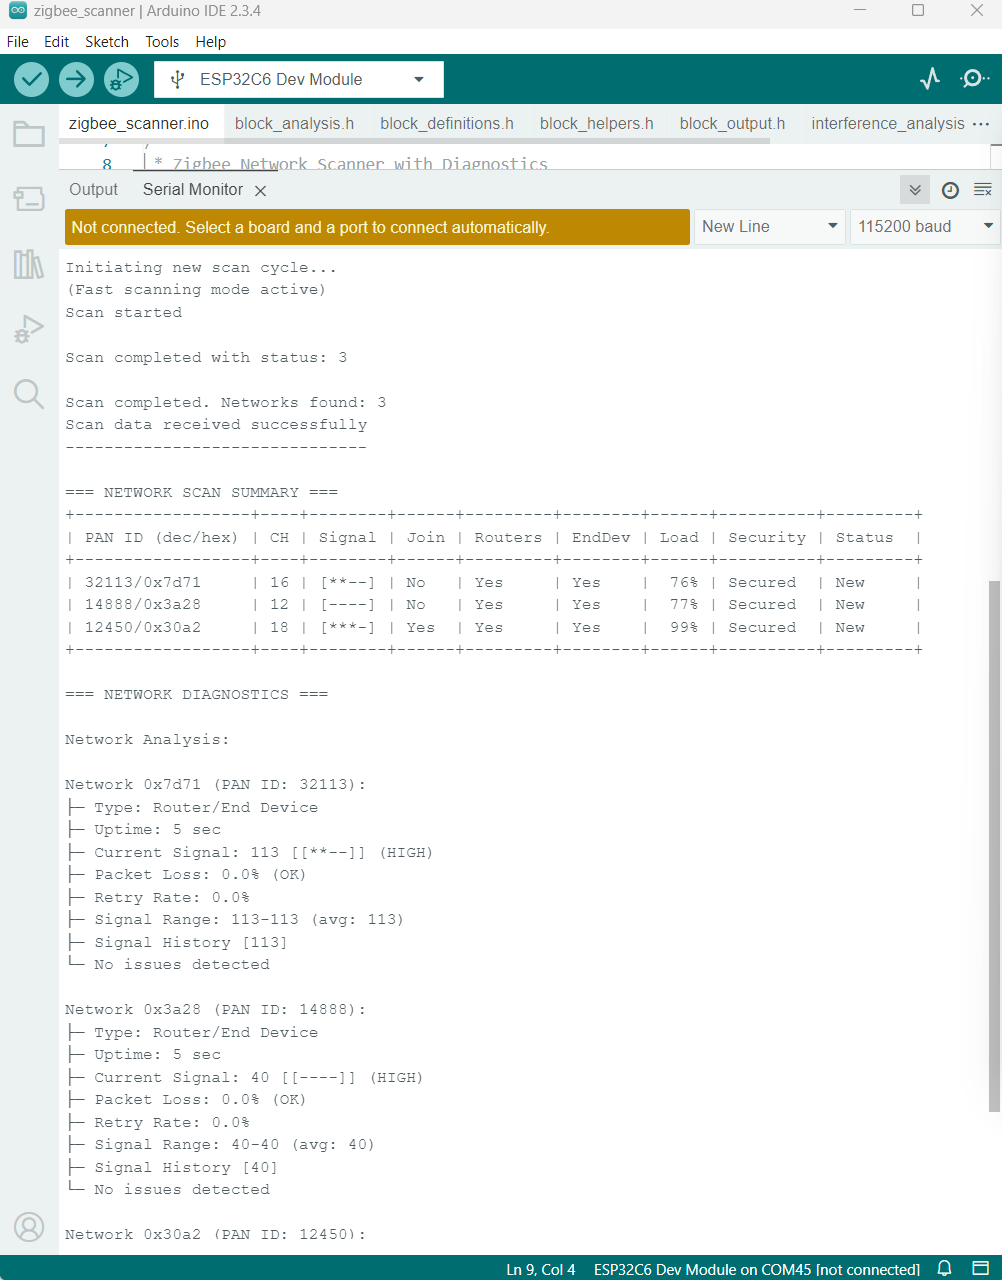 zigbee_scanner | Arduino IDE 2.3.4
File Edit Sketch Tools Help
ESP32C6 Dev Module
zigbee_scanner.ino block_analysis.h block_definitions.h block_helpers.h block_output.h interference_analysis ...
8 * Zigbee Network Scanner with Diagnostics
Output Serial Monitor
Not connected. Select a board and a port to connect automatically. New Line 115200 baud
Initiating new scan cycle...
(Fast scanning mode active)
Scan started
Scan completed with status: 3
Scan completed. Networks found: 3
Scan data received successfully
-------------------------------
=== NETWORK SCAN SUMMARY ===
+------------------+----+--------+------+---------+--------+------+----------+---------+
| PAN ID (dec/hex) | CH | Signal | Join | Routers | EndDev | Load | Security | Status  |
+------------------+----+--------+------+---------+--------+------+----------+---------+
| 32113/0x7d71     | 16 | [**--] | No   | Yes     | Yes    |  76% | Secured  | New     |
| 14888/0x3a28     | 12 | [----] | No   | Yes     | Yes    |  77% | Secured  | New     |
| 12450/0x30a2     | 18 | [***-] | Yes  | Yes     | Yes    |  99% | Secured  | New     |
+------------------+----+--------+------+---------+--------+------+----------+---------+
=== NETWORK DIAGNOSTICS ===
Network Analysis:
Network 0x7d71 (PAN ID: 32113):
├─ Type: Router/End Device
├─ Uptime: 5 sec
├─ Current Signal: 113 [[**--]] (HIGH)
├─ Packet Loss: 0.0% (OK)
├─ Retry Rate: 0.0%
├─ Signal Range: 113-113 (avg: 113)
├─ Signal History [113]
└─ No issues detected
Network 0x3a28 (PAN ID: 14888):
├─ Type: Router/End Device
├─ Uptime: 5 sec
├─ Current Signal: 40 [[----]] (HIGH)
├─ Packet Loss: 0.0% (OK)
├─ Retry Rate: 0.0%
├─ Signal Range: 40-40 (avg: 40)
├─ Signal History [40]
└─ No issues detected
Network 0x30a2 (PAN ID: 12450):
Ln 9, Col 4 ESP32C6 Dev Module on COM45 [not connected]